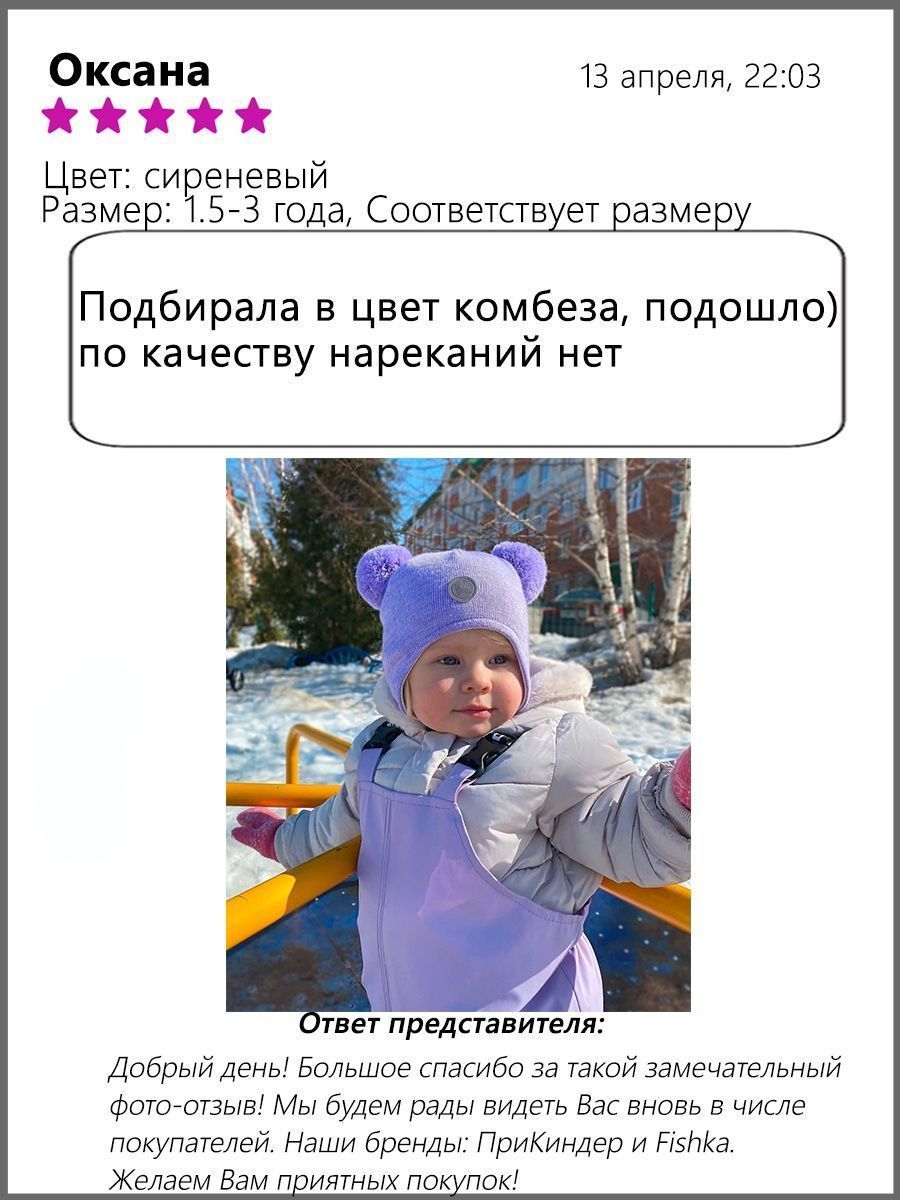 Оксана
13 апреля, 22:03
Цвет: сиреневый
Размер: 1.5-3 года, Соответствует размеру
Подбирала в цвет комбеза, подошло)
по качеству нареканий нет
Ответ представителя:
Добрый день! Большое спасибо за такой замечательный
фото-отзыв! Мы будем рады видеть Вас вновь в числе
покупателей. Наши бренды: ПриКиндер и Fishka.
Желаем Вам приятных покупок!